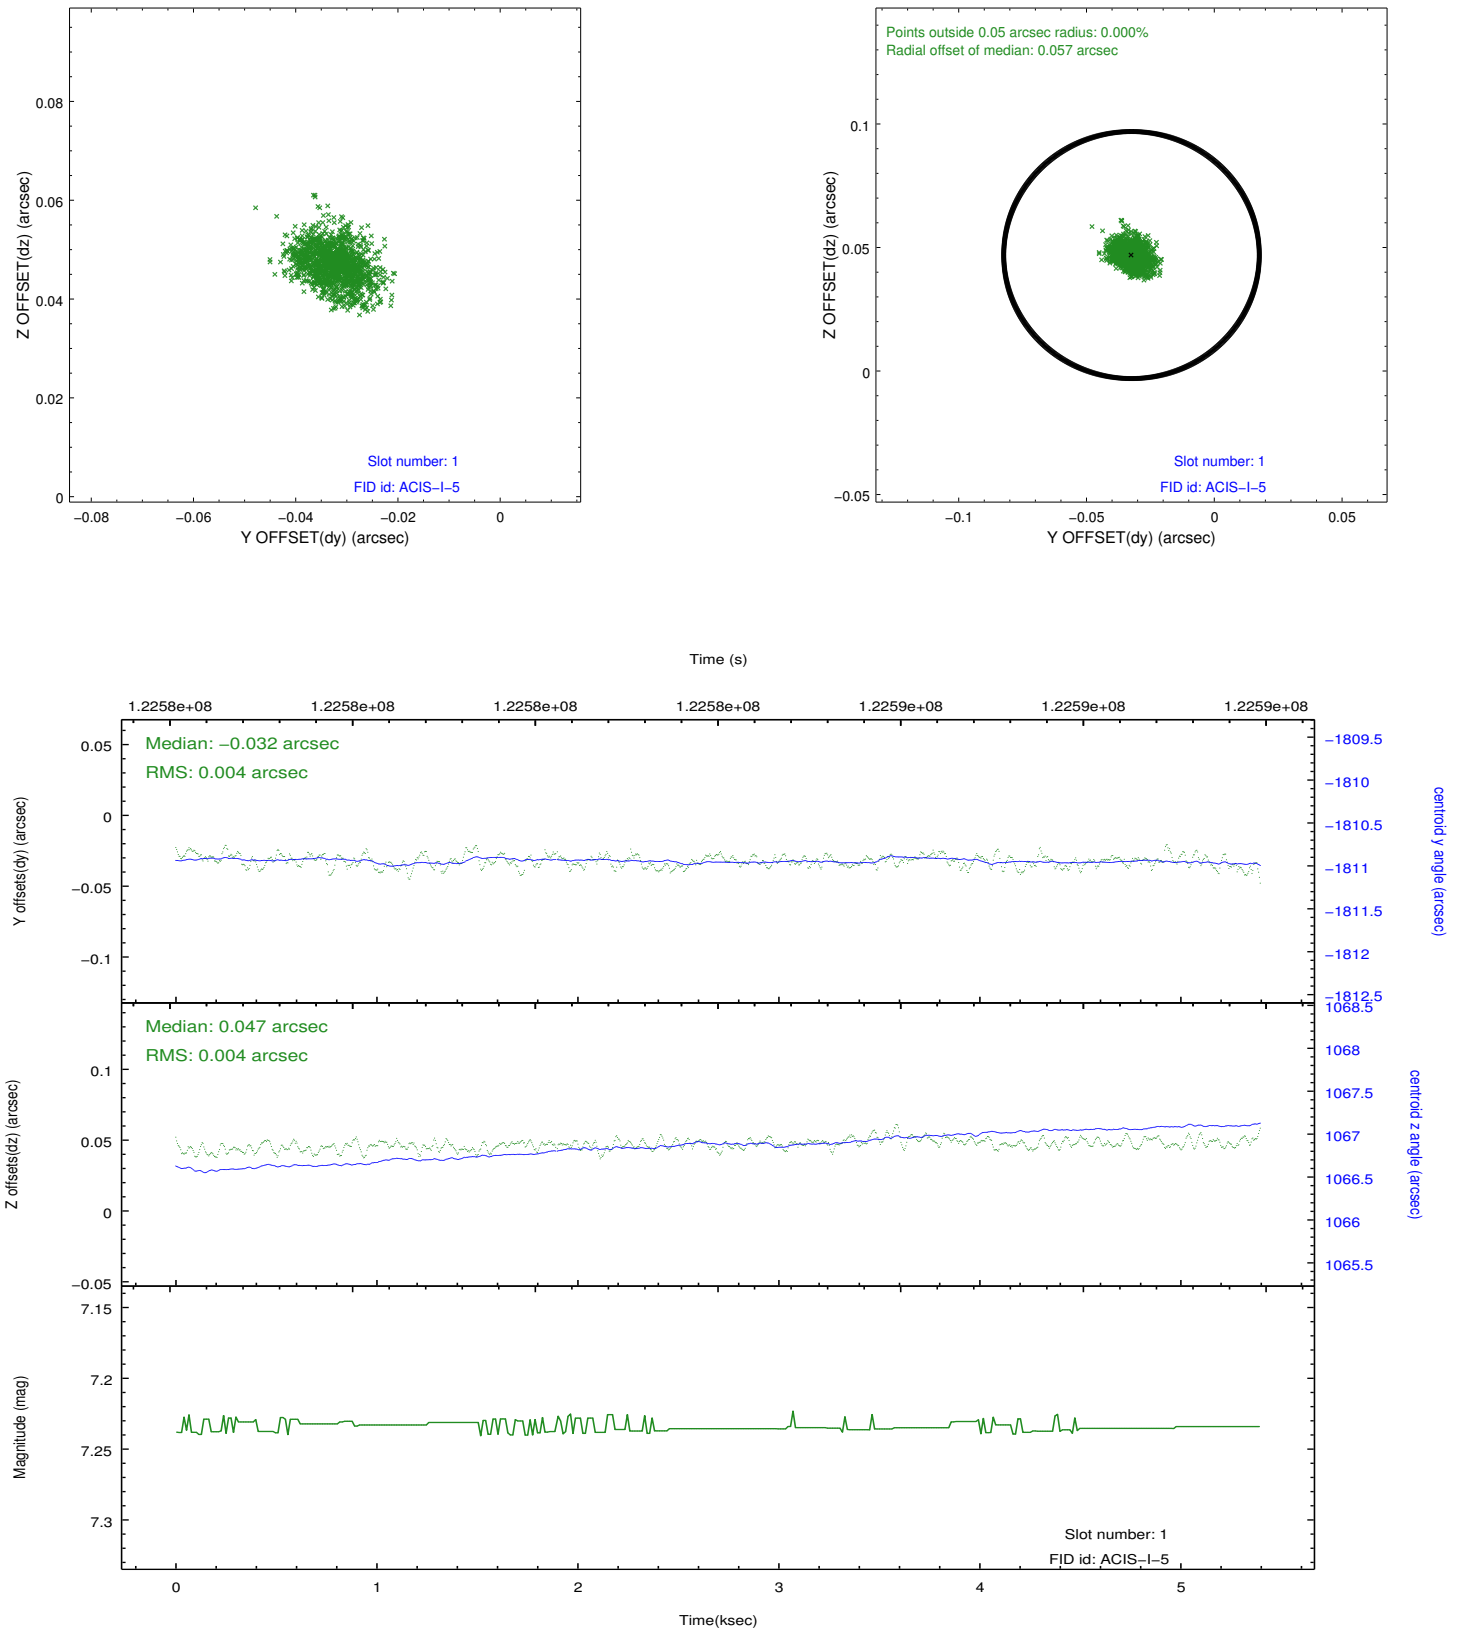 0.08
0.06
0.04
0.02
0
Z OFFSET(dz) (arcsec)
Slot number: 1
FID id: ACIS−I−5
−0.08 −0.06 −0.04 −0.02 0
Y OFFSET(dy) (arcsec)
Points outside 0.05 arcsec radius: 0.000%
Radial offset of median: 0.057 arcsec
0.1
0.05
0
−0.05
Z OFFSET(dz) (arcsec)
Slot number: 1
FID id: ACIS−I−5
−0.1 −0.05 0 0.05
Y OFFSET(dy) (arcsec)
Time (s)
1.2258e+08 1.2258e+08 1.2258e+08 1.2258e+08 1.2259e+08 1.2259e+08 1.2259e+08
Median: −0.032 arcsec
RMS: 0.004 arcsec
0.05
0
−0.05
−0.1
Y offsets(dy) (arcsec)
−1809.5
−1810
−1810.5
−1811
−1811.5
−1812
−1812.5
centroid y angle (arcsec)
Median: 0.047 arcsec
RMS: 0.004 arcsec
0.1
0.05
0
−0.05
Z offsets(dz) (arcsec)
1068.5
1068
1067.5
1067
1066.5
1066
1065.5
centroid z angle (arcsec)
7.15
7.2
7.25
7.3
Magnitude (mag)
Slot number: 1
FID id: ACIS−I−5
0 1 2 3 4 5
Time(ksec)